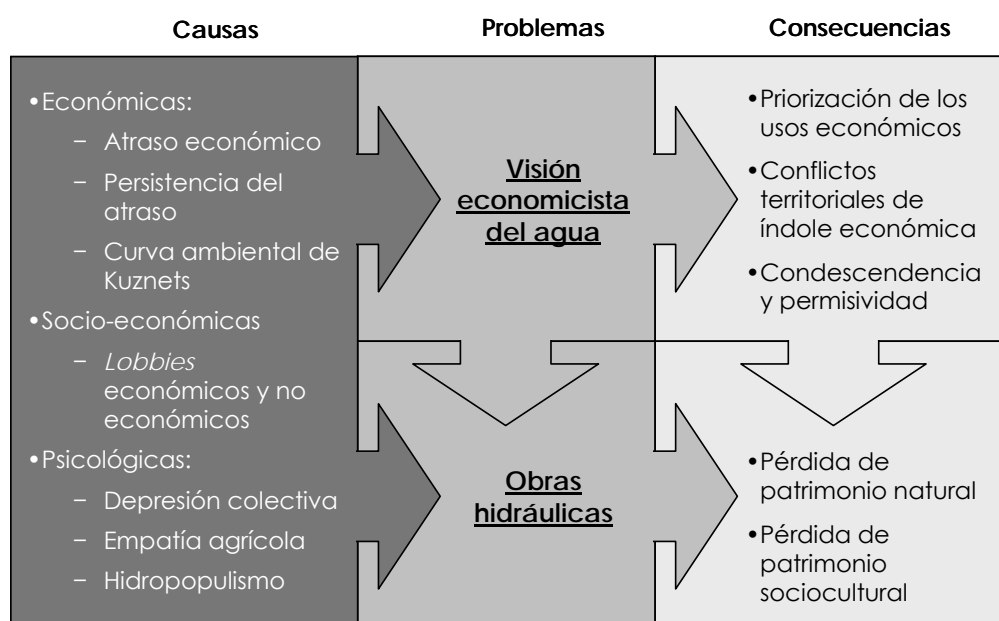 Causas
Problemas
Consecuencias
•Económicas:
– Atraso económico
– Persistencia del
atraso
– Curva ambiental de
Kuznets
•Socio-económicas
– Lobbies
económicos y no
económicos
•Psicológicas:
– Depresión colectiva
– Empatía agrícola
– Hidropopulismo
Visión
economicista
del agua
Obras
hidráulicas
•Priorización de los
usos económicos
•Conflictos
territoriales de
índole económica
•Condescendencia
y permisividad
•Pérdida de
patrimonio natural
•Pérdida de
patrimonio
sociocultural